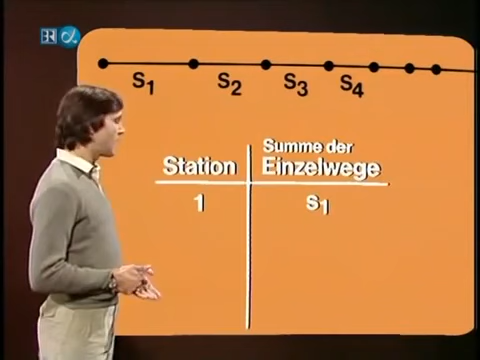 BR α
S1 S2 S3 S4
Summe der
Station Einzelwege
1 S1